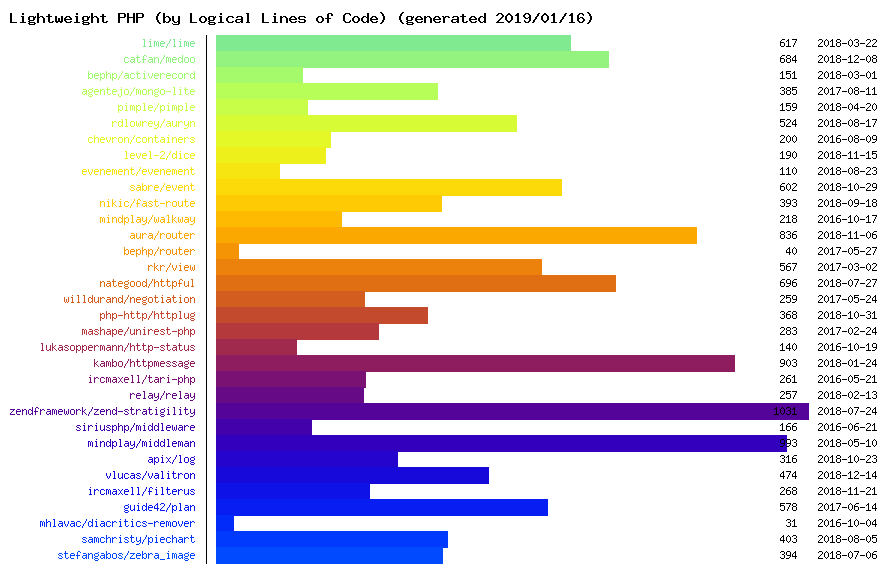 Lightweight PHP (by Logical Lines of Code) (generated 2019/01/16)
lime/lime 617 2018-03-22
catfan/medoo 684 2018-12-08
bephp/activerecord 151 2018-03-01
agentejo/mongo-lite 385 2017-08-11
pimple/pimple 159 2018-04-20
rdlowrey/auryn 524 2018-08-17
chevron/containers 200 2016-08-09
level-2/dice 190 2018-11-15
evenement/evenement 110 2018-08-23
sabre/event 602 2018-10-29
nikic/fast-route 393 2018-09-18
mindplay/walkway 218 2016-10-17
aura/router 836 2018-11-06
bephp/router 40 2017-05-27
rkr/view 567 2017-03-02
nategood/httpful 696 2018-07-27
willdurand/negotiation 259 2017-05-24
php-http/httplug 368 2018-10-31
mashape/unirest-php 283 2017-02-24
lukasoppermann/http-status 140 2016-10-19
kambo/httpmessage 903 2018-01-24
ircmaxell/tari-php 261 2016-05-21
relay/relay 257 2018-02-13
zendframework/zend-stratigility 1031 2018-07-24
siriusphp/middleware 166 2016-06-21
mindplay/middleman 993 2018-05-10
apix/log 316 2018-10-23
vlucas/valitron 474 2018-12-14
ircmaxell/filterus 268 2018-11-21
guide42/plan 578 2017-06-14
mhlavac/diacritics-remover 31 2016-10-04
samchristy/piechart 403 2018-08-05
stefangabos/zebra_image 394 2018-07-06